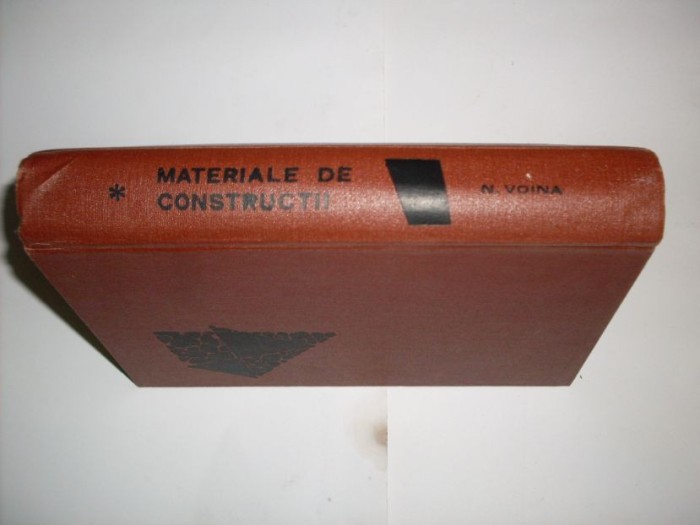 *
MATERIALE DE
CONSTRUCTII
N. VOINA